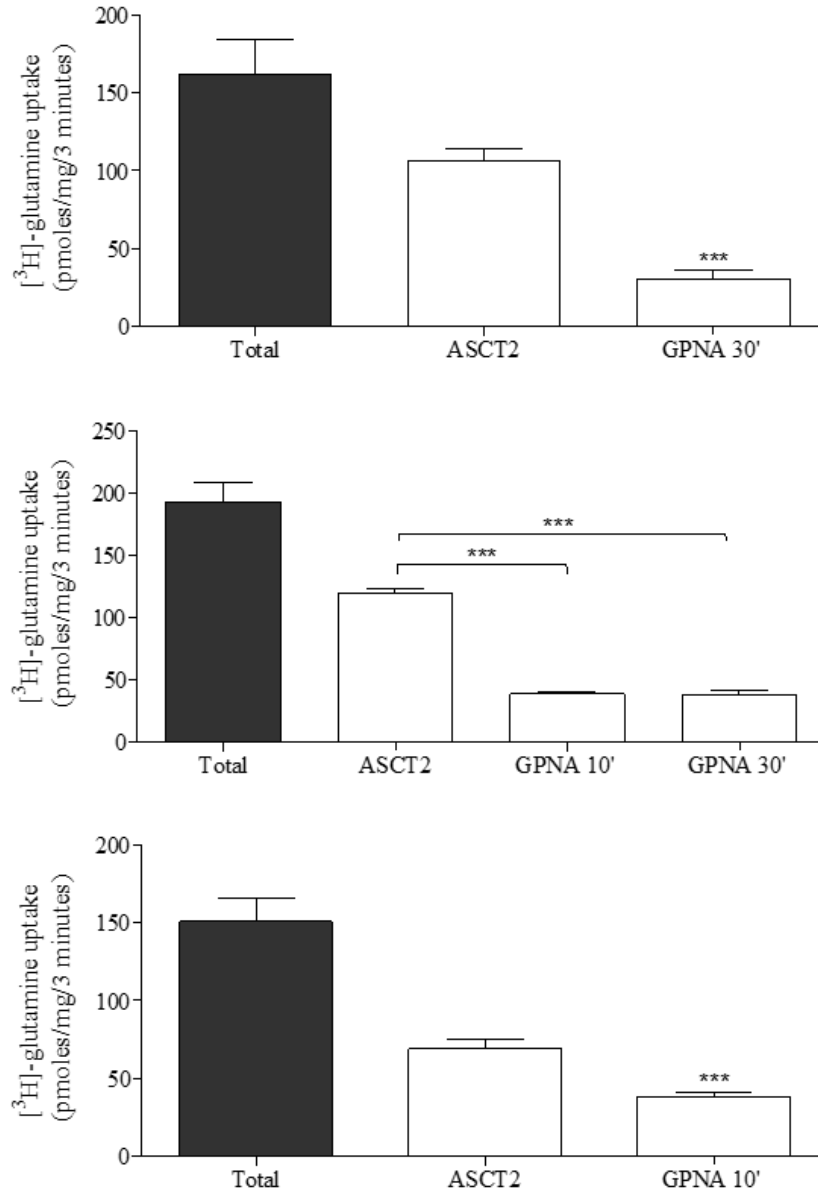 200
150
100
50
0
[³H]-glutamine uptake
(pmoles/mg/3 minutes)
***
Total ASCT2 GPNA 30'
250
200
150
100
50
0
[³H]-glutamine uptake
(pmoles/mg/3 minutes)
***
***
Total ASCT2 GPNA 10' GPNA 30'
200
150
100
50
0
[³H]-glutamine uptake
(pmoles/mg/3 minutes)
***
Total ASCT2 GPNA 10'